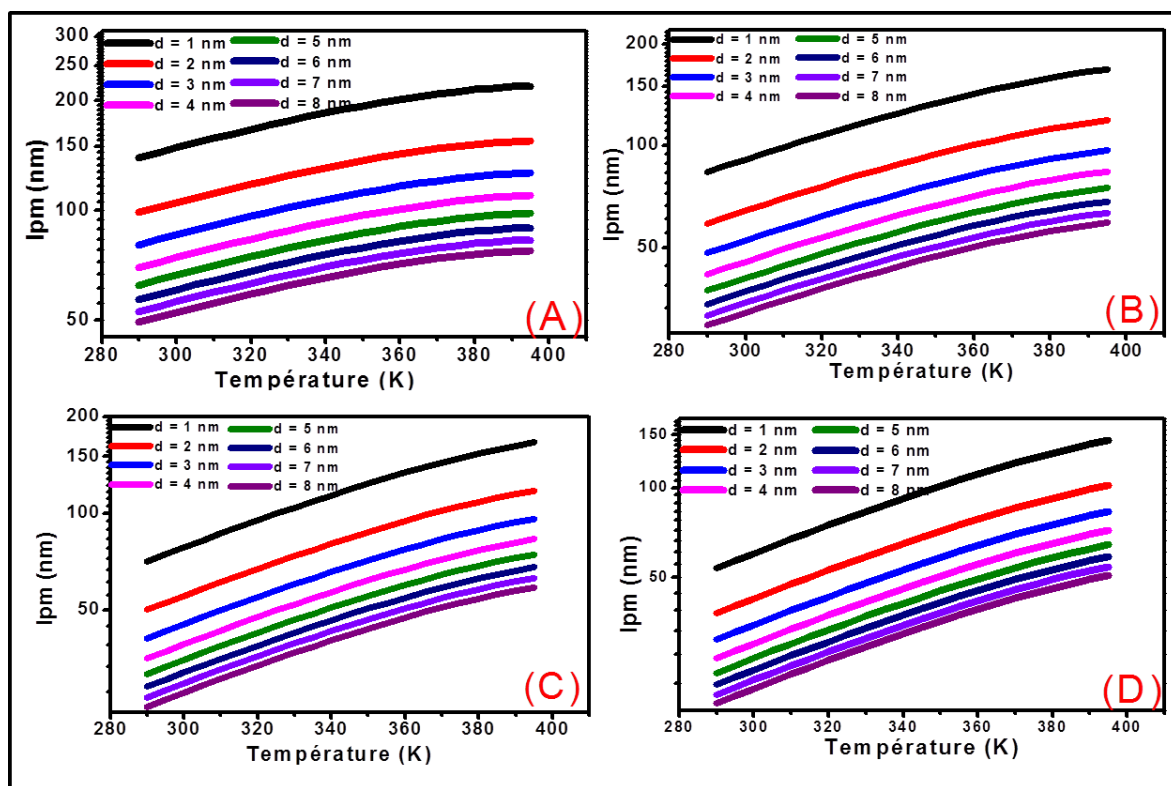 300
250
200
150
100
50
lpm (nm)
d = 1 nm d = 5 nm
d = 2 nm d = 6 nm
d = 3 nm d = 7 nm
d = 4 nm d = 8 nm
(A)
280 300 320 340 360 380 400
Température (K)
200
150
100
50
lpm (nm)
d = 1 nm d = 5 nm
d = 2 nm d = 6 nm
d = 3 nm d = 7 nm
d = 4 nm d = 8 nm
(B)
280 300 320 340 360 380 400
Température (K)
200
150
100
50
lpm (nm)
d = 1 nm d = 5 nm
d = 2 nm d = 6 nm
d = 3 nm d = 7 nm
d = 4 nm d = 8 nm
(C)
280 300 320 340 360 380 400
Température (K)
150
100
50
lpm (nm)
d = 1 nm d = 5 nm
d = 2 nm d = 6 nm
d = 3 nm d = 7 nm
d = 4 nm d = 8 nm
(D)
280 300 320 340 360 380 400
Température (K)